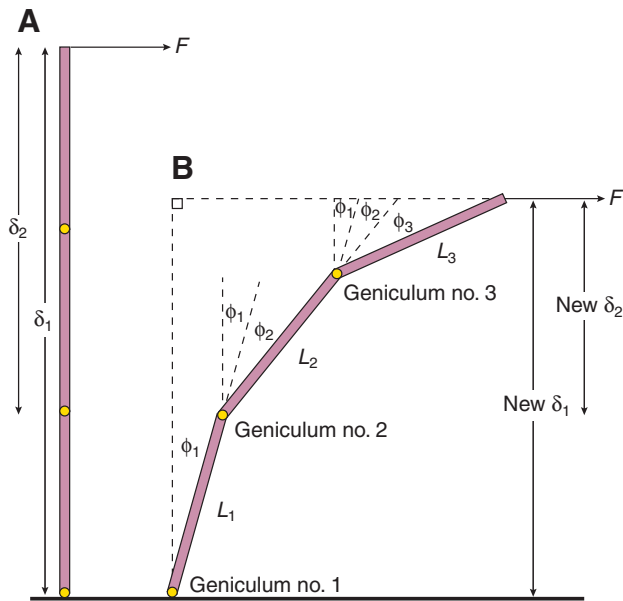 A
F
δ2
δ1
B
ϕ1
ϕ2
ϕ3
F
L3
Geniculum no. 3
New δ2
ϕ1
ϕ2
L2
New δ1
Geniculum no. 2
ϕ1
L1
Geniculum no. 1